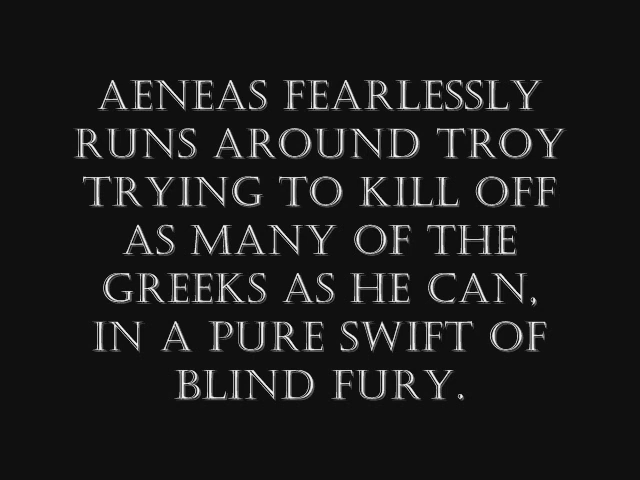 AENEAS FEARLESSLY
RUNS AROUND TROY
TRYING TO KILL OFF
AS MANY OF THE
GREEKS AS HE CAN,
IN A PURE SWIFT OF
BLIND FURY.